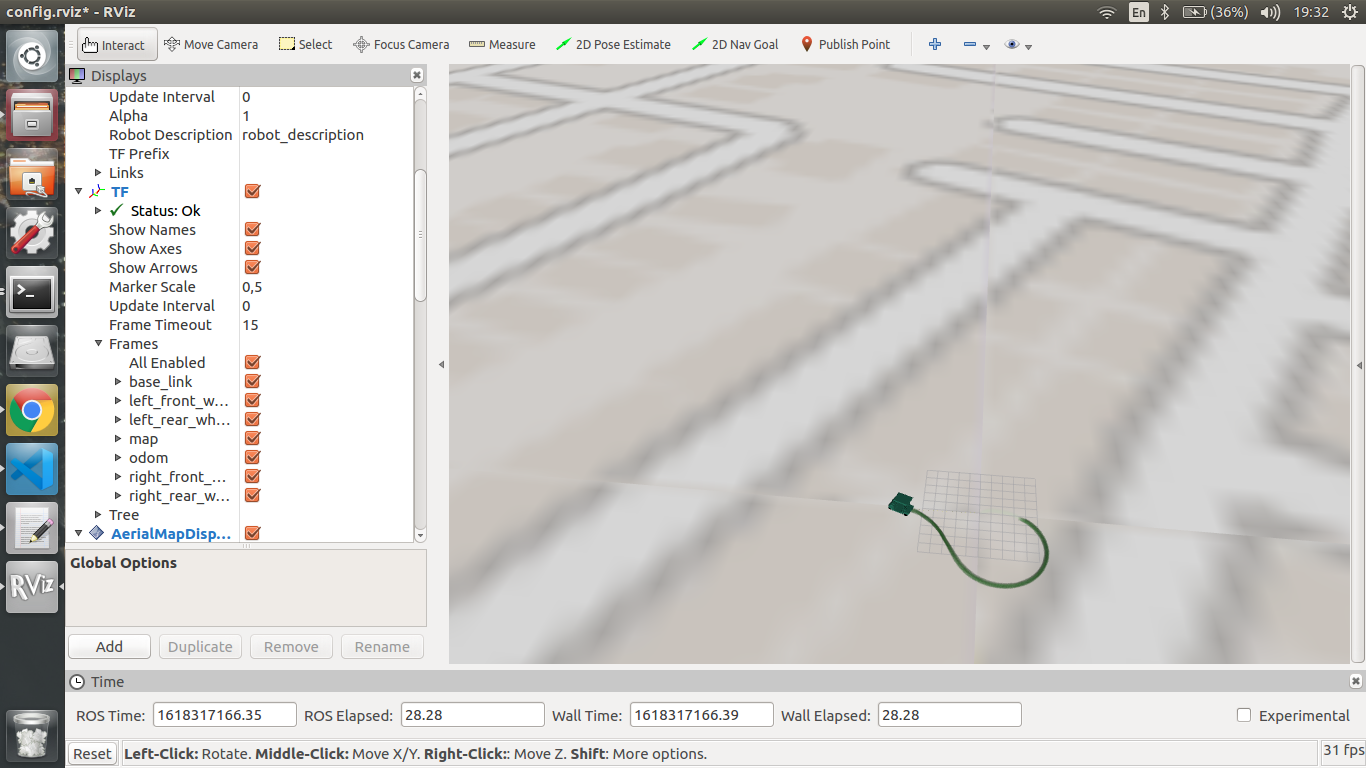 config.rviz* - RViz
En
(36%)
19:32
Interact
Move Camera
Select
Focus Camera
Measure
2D Pose Estimate
2D Nav Goal
Publish Point
Displays
Update Interval 0
Alpha 1
Robot Description robot_description
TF Prefix
Links
TF
Status: Ok
Show Names
Show Axes
Show Arrows
Marker Scale 0,5
Update Interval 0
Frame Timeout 15
Frames
All Enabled
base_link
left_front_w...
left_rear_wh...
map
odom
right_front_...
right_rear_w...
Tree
AerialMapDisp...
Global Options
Add
Duplicate
Remove
Rename
RViz
Time
ROS Time: 1618317166.35 ROS Elapsed: 28.28 Wall Time: 1618317166.39 Wall Elapsed: 28.28 Experimental
Reset
Left-Click: Rotate. Middle-Click: Move X/Y. Right-Click:: Move Z. Shift: More options.
31 fps